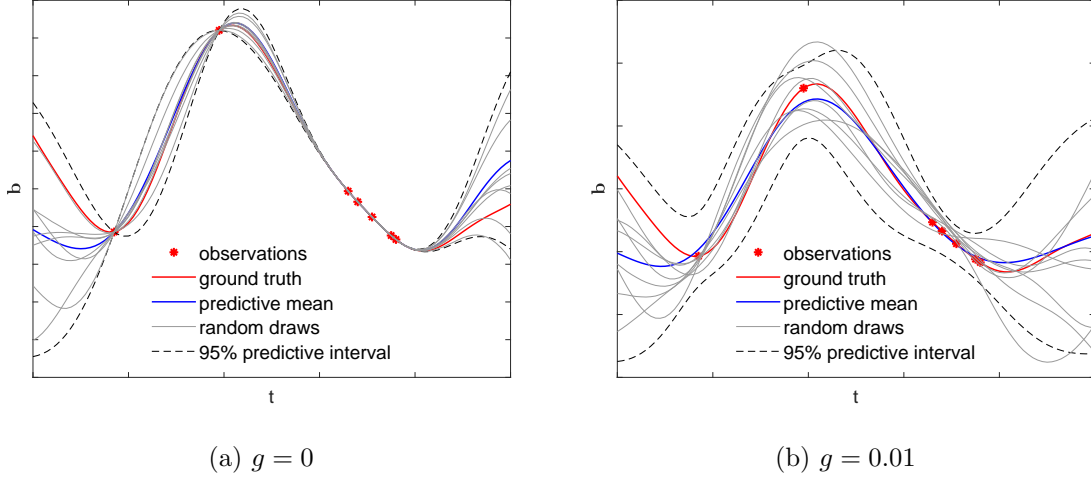 b
observations
ground truth
predictive mean
random draws
95% predictive interval
t
(a) g = 0
b
observations
ground truth
predictive mean
random draws
95% predictive interval
t
(b) g = 0.01